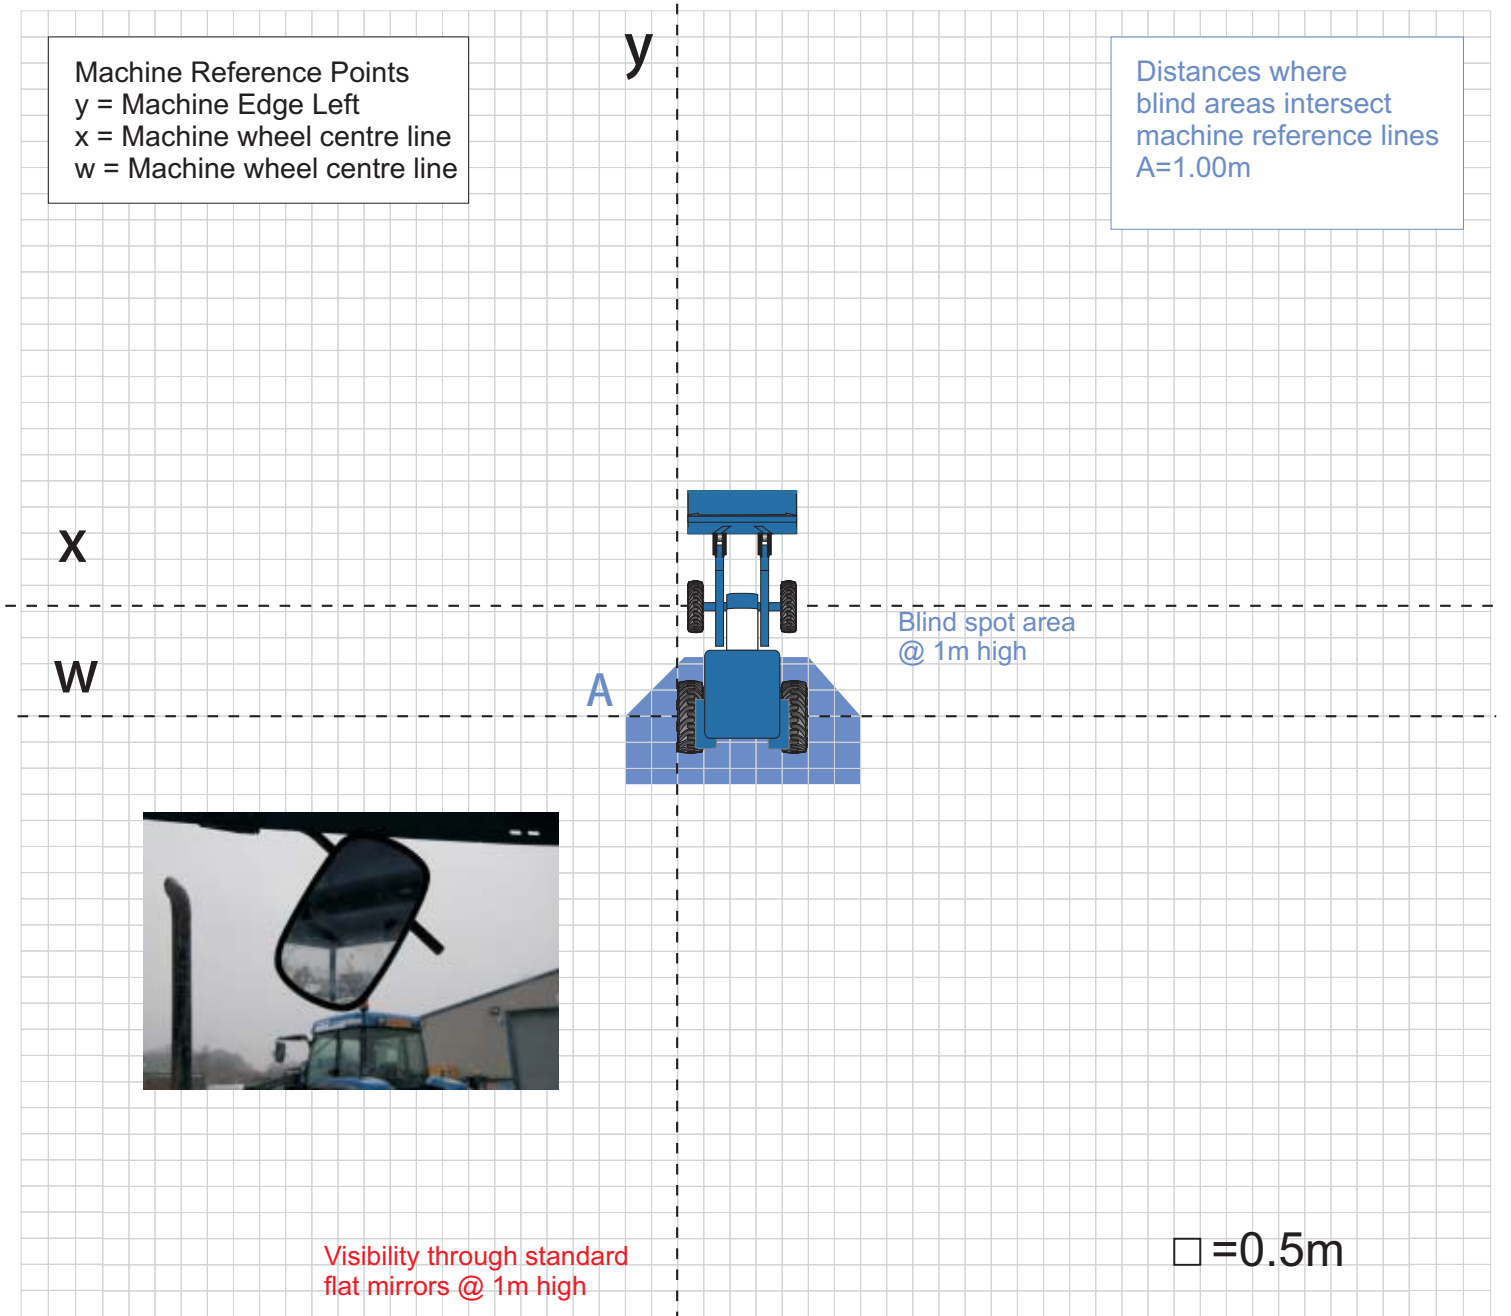 Machine Reference Points
y = Machine Edge Left
x = Machine wheel centre line
w = Machine wheel centre line
y
Distances where
blind areas intersect
machine reference lines
A=1.00m
x
Blind spot area
@ 1m high
w
A
Visibility through standard
flat mirrors @ 1m high
□ =0.5m